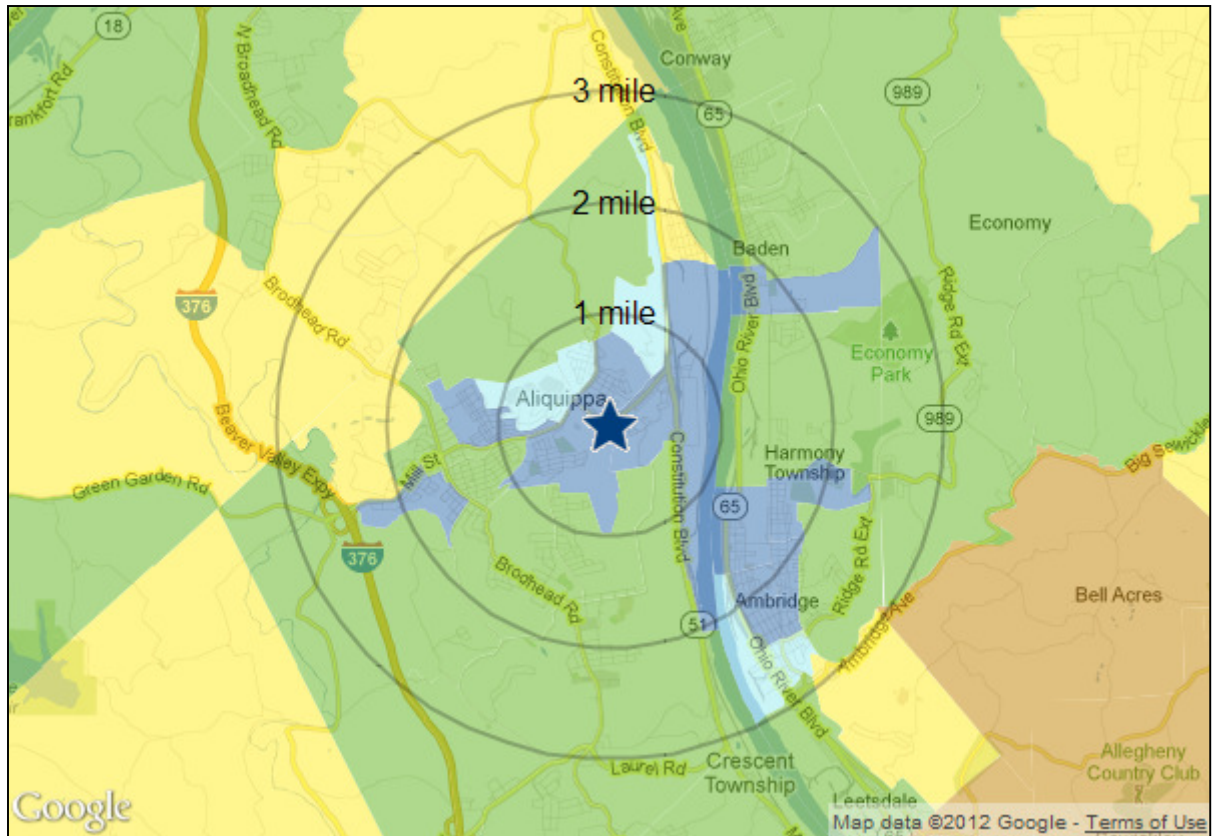 18
Frankfort Rd
N Broadhead Rd
Constitution Blvd
Ave
Conway
65
989
3 mile
2 mile
1 mile
Baden
Economy
376
Brodhead Rd
Ohio River Blvd
Ridge Rd Ext
Economy
Park
Aliquippa
989
Harmony
Township
Big Sewickley
Beaver Valley Expy
Mill St
Constitution Blvd
Green Garden Rd
65
376
Ridge Rd Ext
Brodhead Rd
Ambridge
51
Bell Acres
Ambridge Ave
Ohio River Blvd
Laurel Rd
Crescent
Township
Allegheny
Country Club
Leetsdale
Google
Map data ©2012 Google - Terms of Use